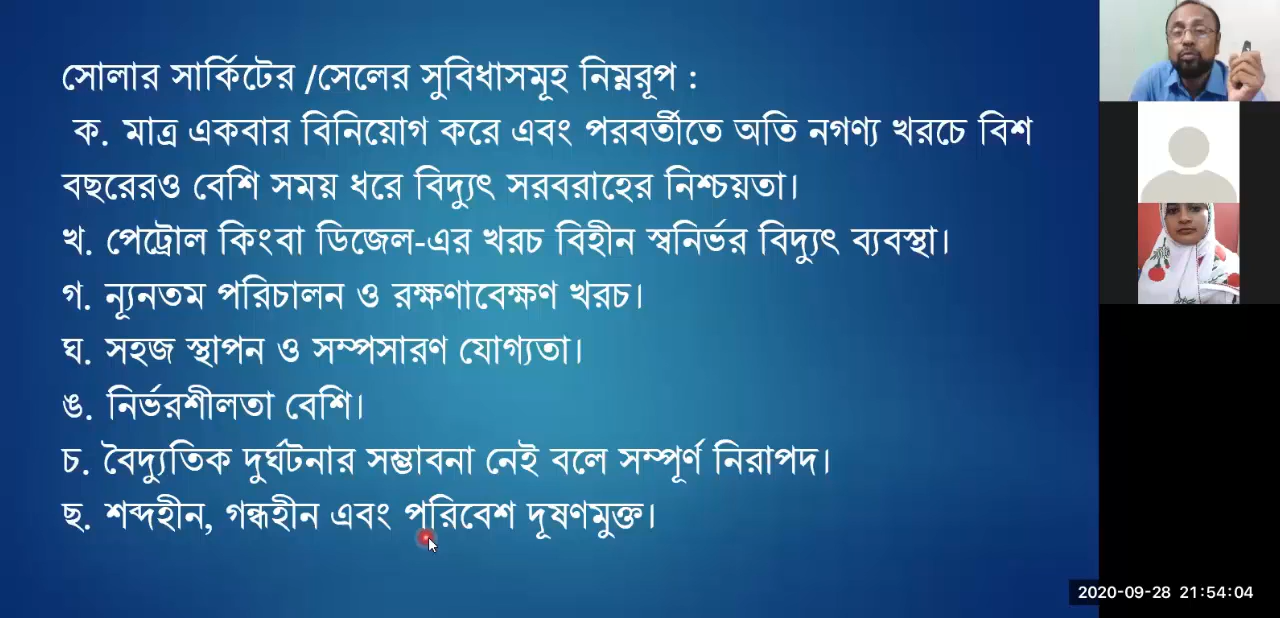 সোলার সার্কিটের /সেলের সুবিধাসমূহ নিম্নরূপ :
ক. মাত্র একবার বিনিয়োগ করে এবং পরবর্তীতে অতি নগণ্য খরচে বিশ
বছরেরও বেশি সময় ধরে বিদ্যুৎ সরবরাহের নিশ্চয়তা।
খ. পেট্রোল কিংবা ডিজেল-এর খরচ বিহীন স্বনির্ভর বিদ্যুৎ ব্যবস্থা।
গ. ন্যূনতম পরিচালন ও রক্ষণাবেক্ষণ খরচ।
ঘ. সহজ স্থাপন ও সম্পসারণ যোগ্যতা।
ঙ. নির্ভরশীলতা বেশি।
চ. বৈদ্যুতিক দুর্ঘটনার সম্ভাবনা নেই বলে সম্পূর্ণ নিরাপদ।
ছ. শব্দহীন, গন্ধহীন এবং পরিবেশ দূষণমুক্ত।
2020-09-28 21:54:04